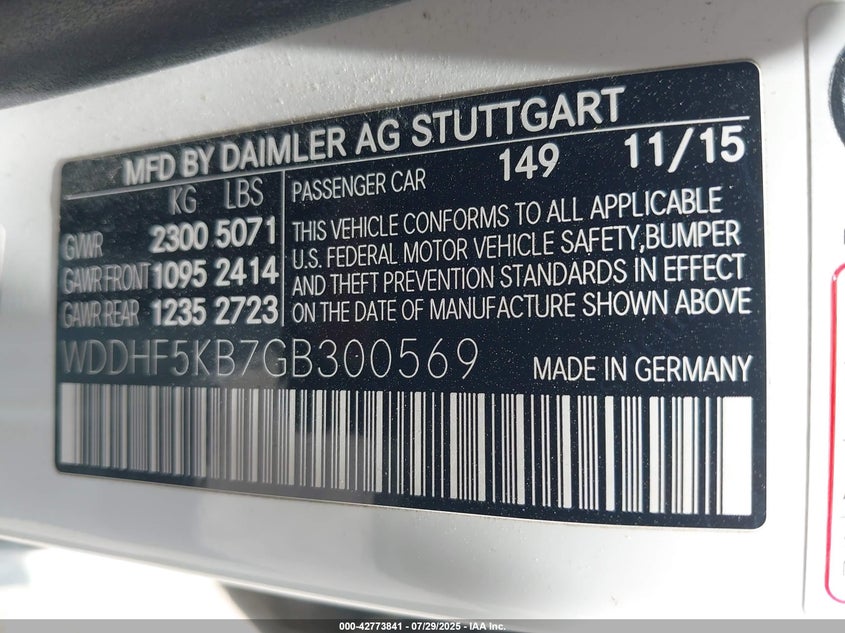 MFD BY DAIMLER AG STUTTGART
KG LBS
GVWR 2300 5071
GAWR FRONT 1095 2414
GAWR REAR 1235 2723
PASSENGER CAR 149 11/15
THIS VEHICLE CONFORMS TO ALL APPLICABLE
U.S. FEDERAL MOTOR VEHICLE SAFETY,BUMPER
AND THEFT PREVENTION STANDARDS IN EFFECT
ON THE DATE OF MANUFACTURE SHOWN ABOVE
WDDHF5KB7GB300569 MADE IN GERMANY
000-42773841 - 07/29/2025 - IAA Inc.